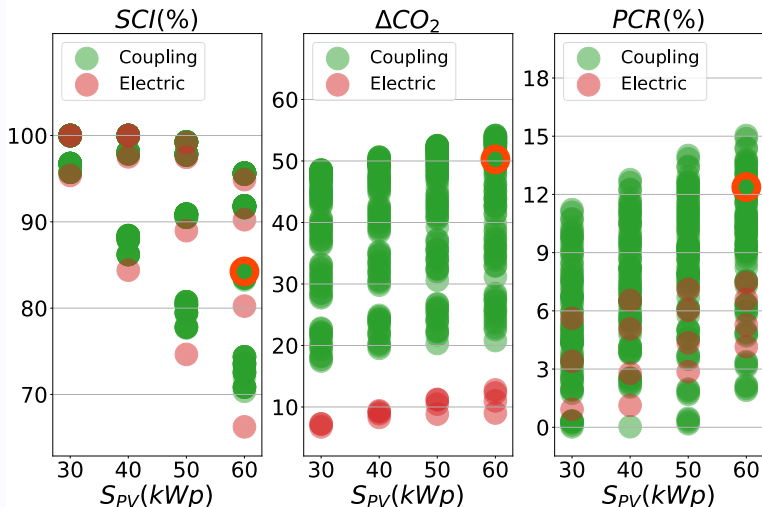 SCI(%)
Coupling
Electric
100
90
80
70
30 40 50 60
S_PV(kWp)
ΔCO₂
Coupling
Electric
60
50
40
30
20
10
30 40 50 60
S_PV(kWp)
PCR(%)
Coupling
Electric
18
15
12
9
6
3
0
30 40 50 60
S_PV(kWp)